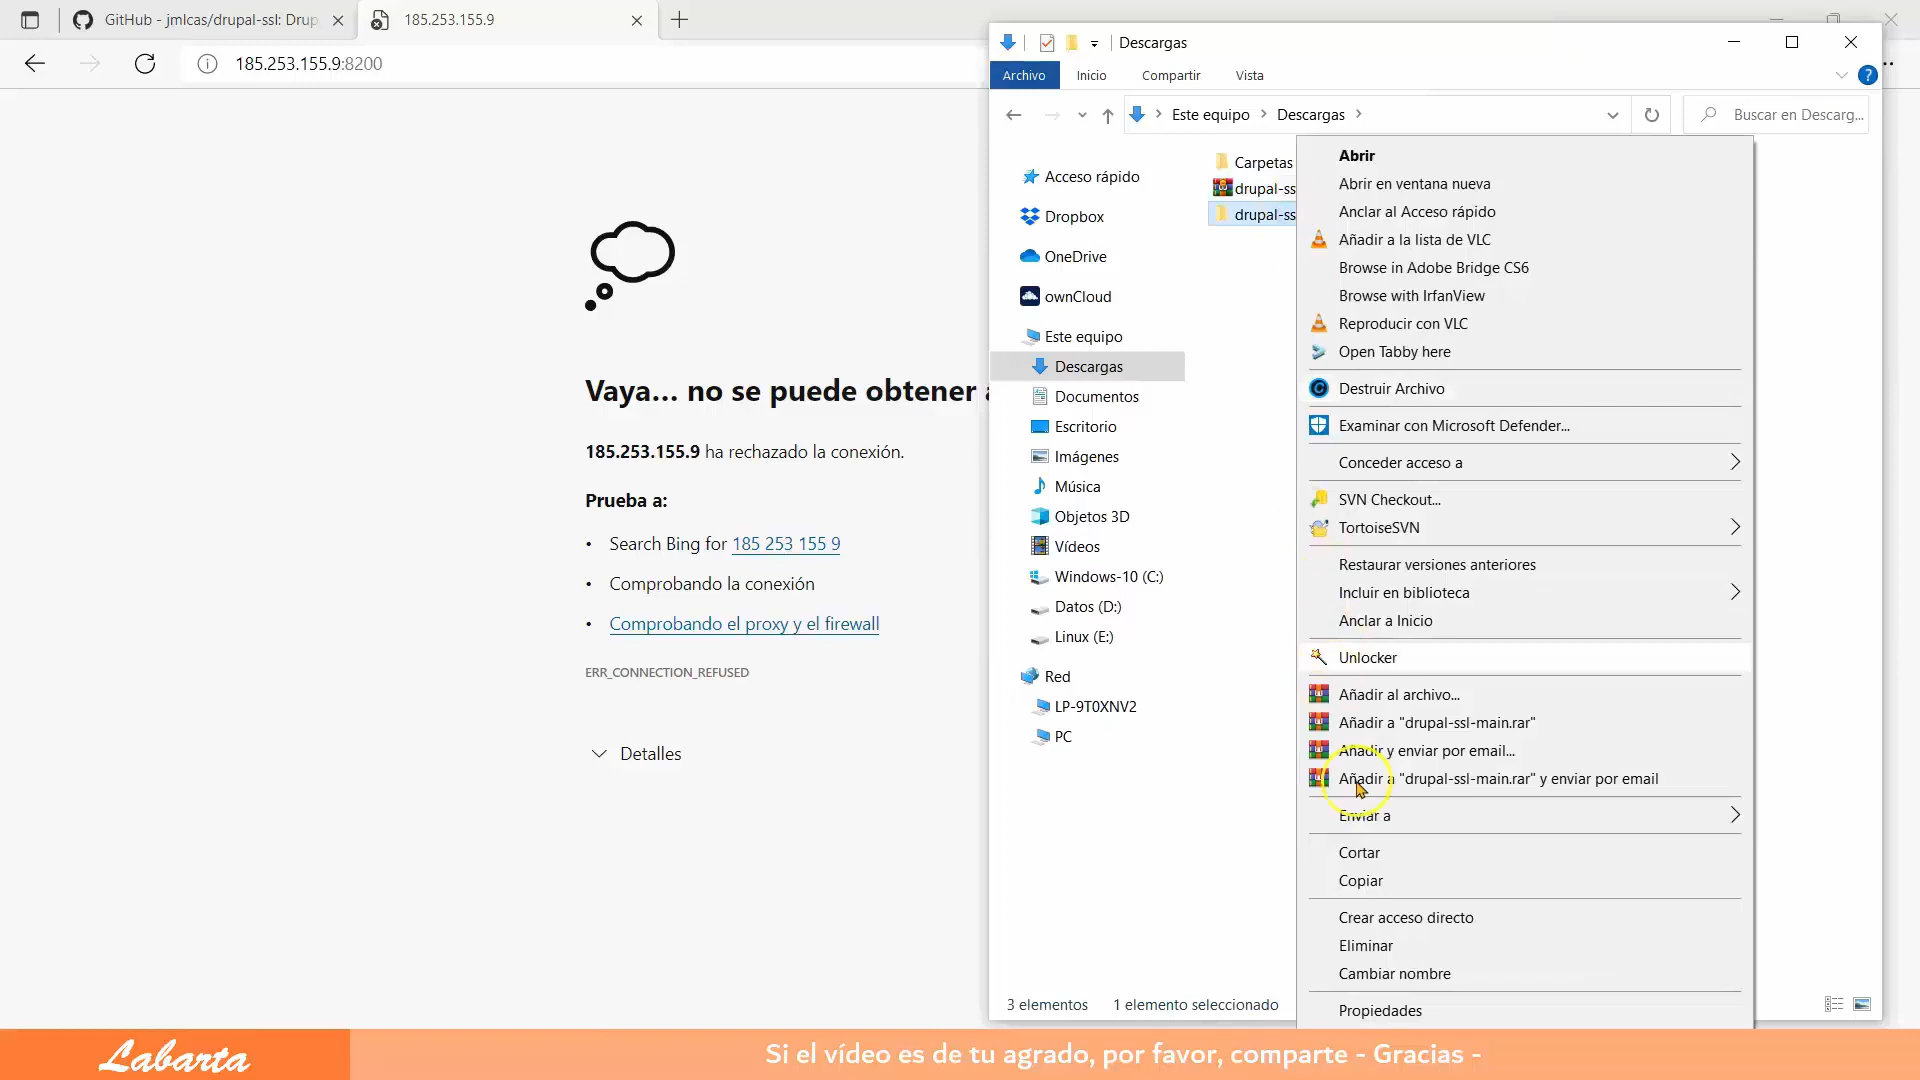 GitHub - jmlcas/drupal-ssl: Drup
185.253.155.9
185.253.155.9:8200
Vaya... no se puede obtener
185.253.155.9 ha rechazado la conexión.
Prueba a:
• Search Bing for 185 253 155 9
• Comprobando la conexión
• Comprobando el proxy y el firewall
ERR_CONNECTION_REFUSED
Detalles
Descargas
Archivo Inicio Compartir Vista
Este equipo Descargas
Buscar en Descarg...
Acceso rápido
Dropbox
OneDrive
ownCloud
Este equipo
Descargas
Documentos
Escritorio
Imágenes
Música
Objetos 3D
Vídeos
Windows-10 (C:)
Datos (D:)
Linux (E:)
Red
LP-9T0XNV2
PC
Carpetas
drupal-ss
drupal-ss
Abrir
Abrir en ventana nueva
Anclar al Acceso rápido
Añadir a la lista de VLC
Browse in Adobe Bridge CS6
Browse with IrfanView
Reproducir con VLC
Open Tabby here
Destruir Archivo
Examinar con Microsoft Defender...
Conceder acceso a
SVN Checkout...
TortoiseSVN
Restaurar versiones anteriores
Incluir en biblioteca
Anclar a Inicio
Unlocker
Añadir al archivo...
Añadir a "drupal-ssl-main.rar"
Añadir y enviar por email...
Añadir a "drupal-ssl-main.rar" y enviar por email
Enviar a
Cortar
Copiar
Crear acceso directo
Eliminar
Cambiar nombre
Propiedades
3 elementos 1 elemento seleccionado
Labarta
Si el vídeo es de tu agrado, por favor, comparte - Gracias -